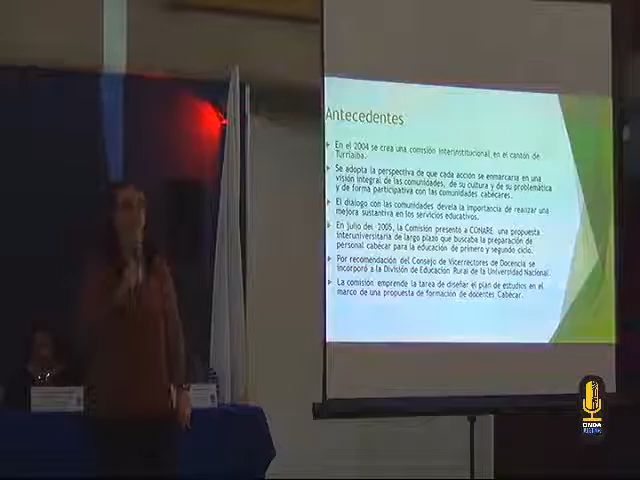 Antecedentes
En el 2004 se crea una comisión interinstitucional en el cantón de
Turrialba.
Se adopta la perspectiva de que cada acción se enmarcaría en una
visión integral de las comunidades, de su cultura y de su problemática
y de forma participativa con las comunidades cabécares.
El dialogo con las comunidades devela la importancia de realizar una
mejora sustantiva en los servicios educativos.
En julio del 2005, la Comisión presentó a CONARE una propuesta
interuniversitaria de largo plazo que buscaba la preparación de
personal cabécar para la educación de primero y segundo ciclo.
Por recomendación del Consejo de Vicerrectores de Docencia se
incorporó a la División de Educación Rural de la Universidad Nacional.
La comisión emprende la tarea de diseñar el plan de estudios en el
marco de una propuesta de formación de docentes Cabécar.
ONDA